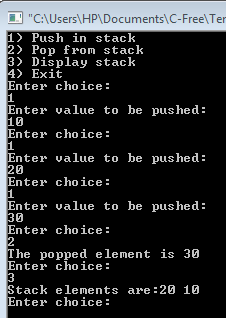 "C:\Users\HP\Documents\C-Free\Ter
1) Push in stack
2) Pop from stack
3) Display stack
4) Exit
Enter choice:
1
Enter value to be pushed:
10
Enter choice:
1
Enter value to be pushed:
20
Enter choice:
1
Enter value to be pushed:
30
Enter choice:
2
The popped element is 30
Enter choice:
3
Stack elements are:20 10
Enter choice: